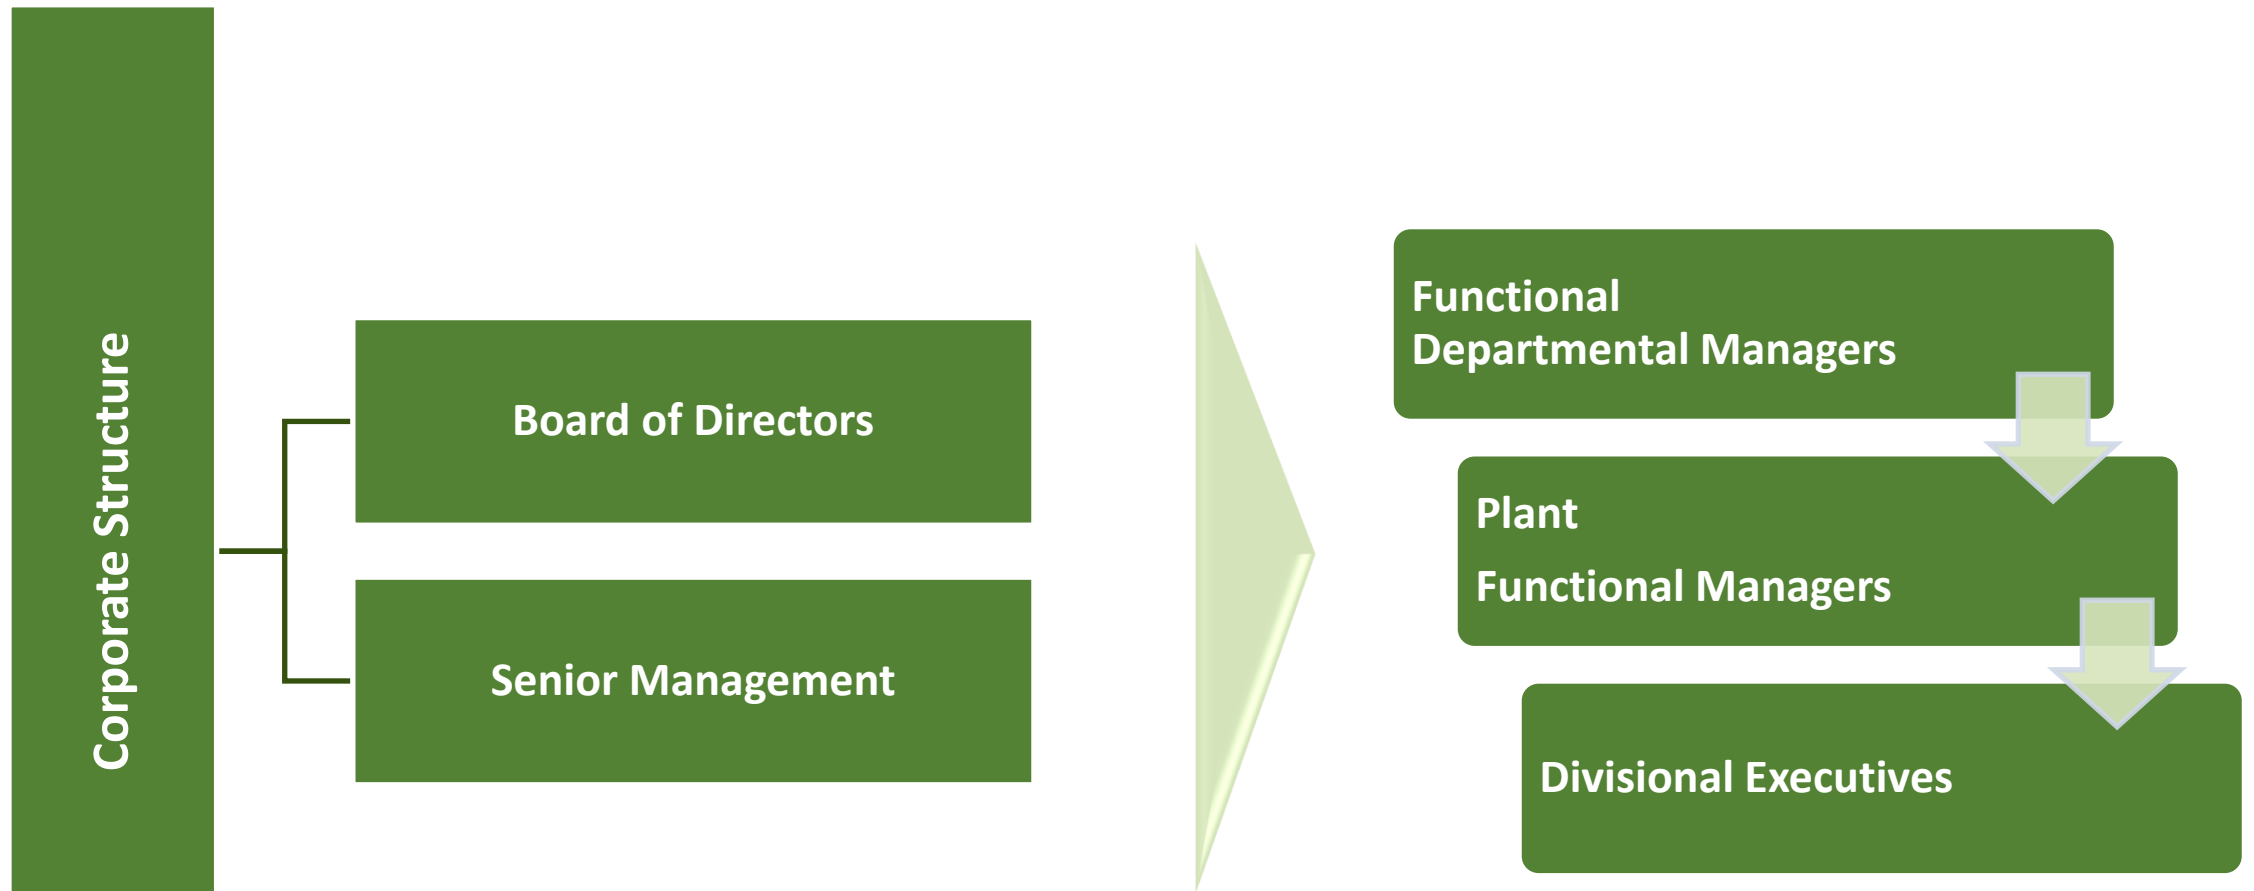 Corporate Structure
Board of Directors
Senior Management
Functional
Departmental Managers
Plant
Functional Managers
Divisional Executives